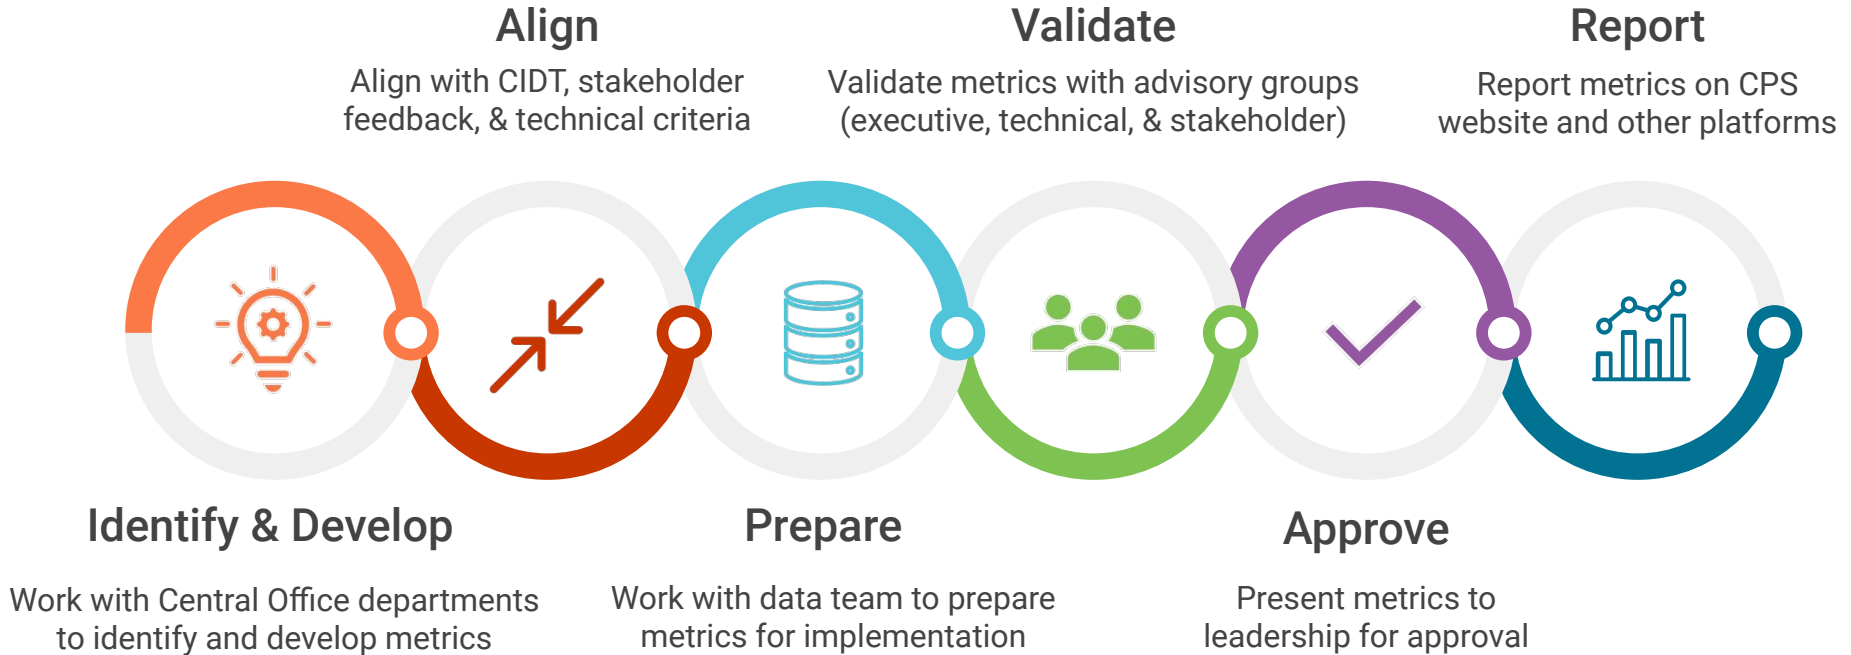 Identify & Develop
Work with Central Office departments
to identify and develop metrics
Align
Align with CIDT, stakeholder
feedback, & technical criteria
Prepare
Work with data team to prepare
metrics for implementation
Validate
Validate metrics with advisory groups
(executive, technical, & stakeholder)
Approve
Present metrics to
leadership for approval
Report
Report metrics on CPS
website and other platforms